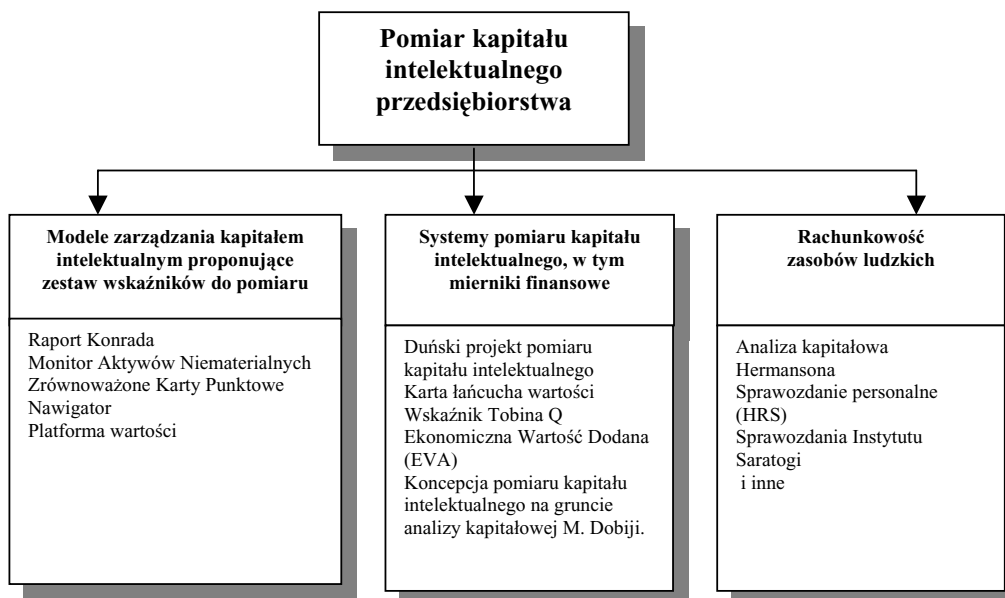 Pomiar kapitału
intelektualnego
przedsiębiorstwa
Modele zarządzania kapitałem
intelektualnym proponujące
zestaw wskaźników do pomiaru
Raport Konrada
Monitor Aktywów Niematerialnych
Zrównoważone Karty Punktowe
Nawigator
Platforma wartości
Systemy pomiaru kapitału
intelektualnego, w tym
mierniki finansowe
Duński projekt pomiaru
kapitału intelektualnego
Karta łańcucha wartości
Wskaźnik Tobina Q
Ekonomiczna Wartość Dodana
(EVA)
Koncepcja pomiaru kapitału
intelektualnego na gruncie
analizy kapitałowej M. Dobiji.
Rachunkowość
zasobów ludzkich
Analiza kapitałowa
Hermansona
Sprawozdanie personalne
(HRS)
Sprawozdania Instytutu
Saratogi
i inne